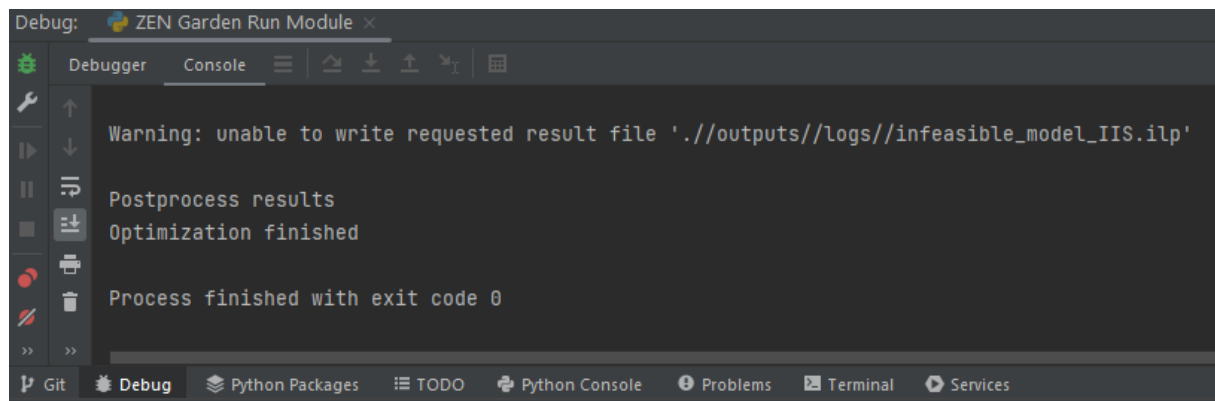 Debug: ZEN Garden Run Module
Debugger Console
Warning: unable to write requested result file './/outputs//logs//infeasible_model_IIS.ilp'
Postprocess results
Optimization finished
Process finished with exit code 0
Git Debug Python Packages TODO Python Console Problems Terminal Services